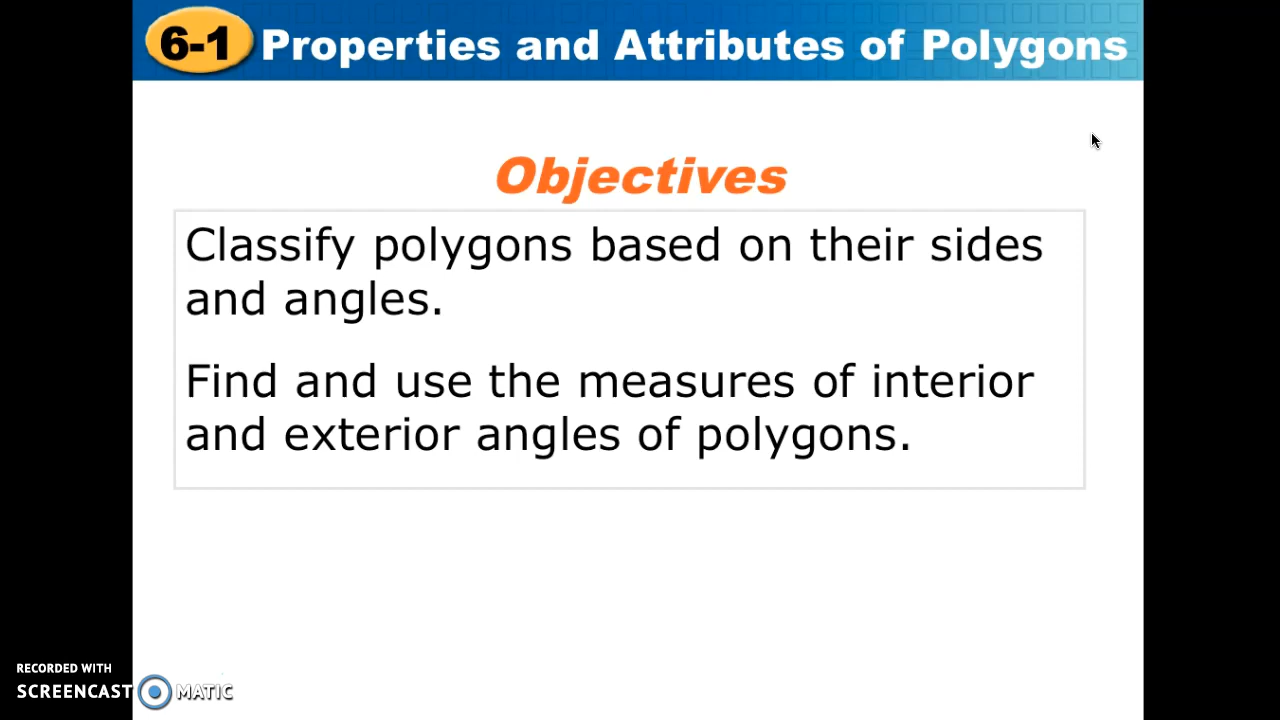 6-1 Properties and Attributes of Polygons
Objectives
Classify polygons based on their sides
and angles.
Find and use the measures of interior
and exterior angles of polygons.
RECORDED WITH
SCREENCAST MATIC